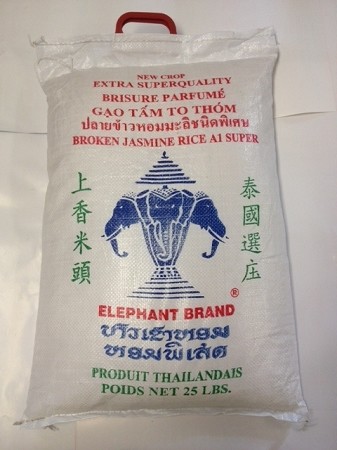 NEW CROP
EXTRA SUPERQUALITY
BRISURE PARFUMÉ
GẠO TẤM TO THÓM
ปลายข้าวหอมมะลิชนิดพิเศษ
BROKEN JASMINE RICE A1 SUPER
上香米頭
泰國選庄
®
ELEPHANT BRAND
PRODUIT THAILANDAIS
POIDS NET 25 LBS.